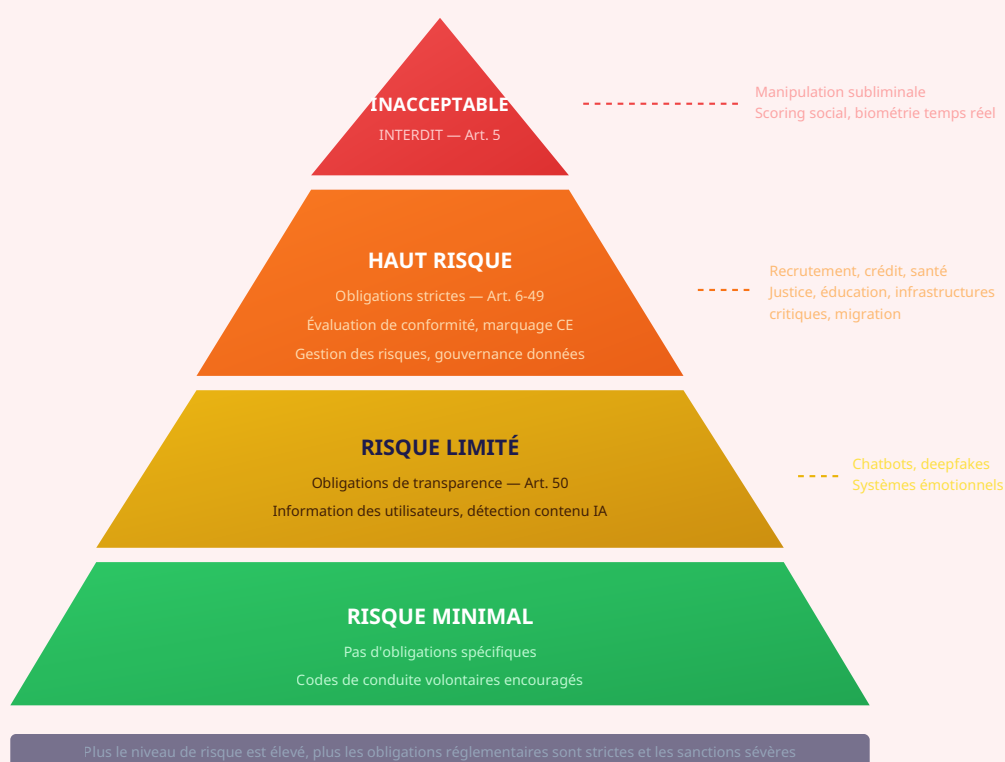 INACCEPTABLE
INTERDIT — Art. 5
Manipulation subliminale
Scoring social, biométrie temps réel
HAUT RISQUE
Obligations strictes — Art. 6-49
Évaluation de conformité, marquage CE
Gestion des risques, gouvernance données
Recrutement, crédit, santé
Justice, éducation, infrastructures
critiques, migration
RISQUE LIMITÉ
Obligations de transparence — Art. 50
Information des utilisateurs, détection contenu IA
Chatbots, deepfakes
Systèmes émotionnels
RISQUE MINIMAL
Pas d'obligations spécifiques
Codes de conduite volontaires encouragés
Plus le niveau de risque est élevé, plus les obligations réglementaires sont strictes et les sanctions sévères